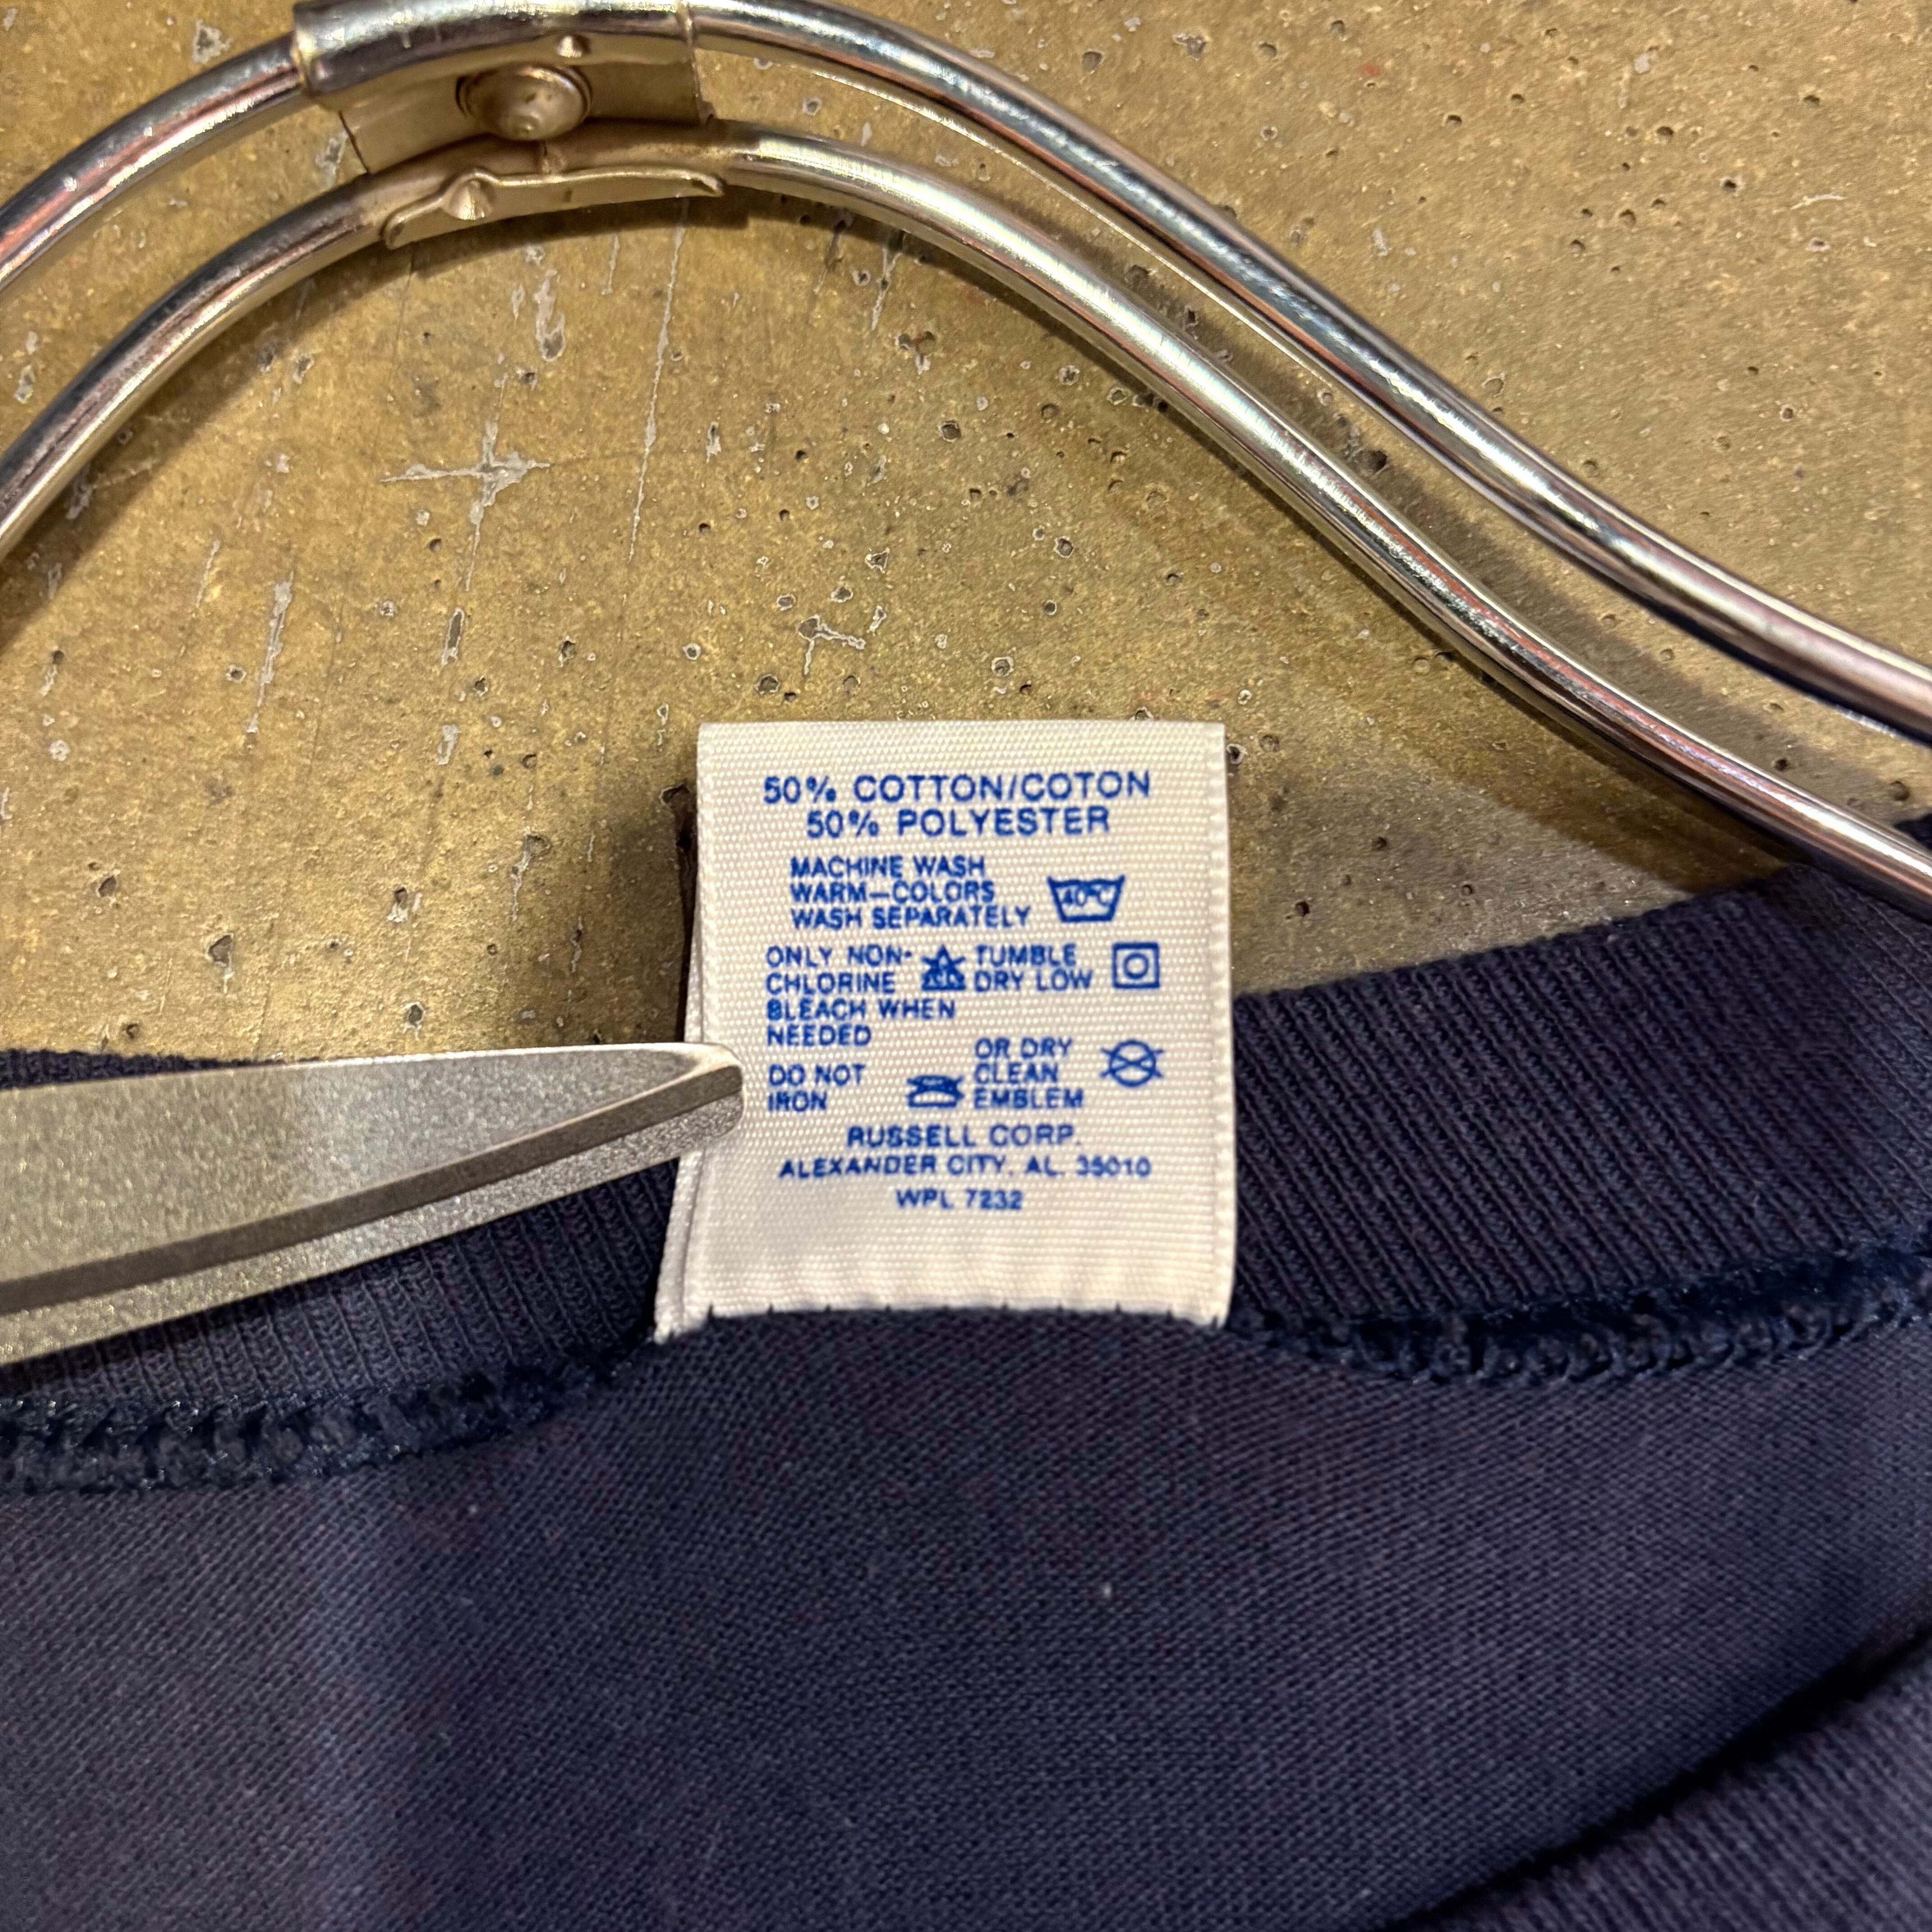 50% COTTON/COTON
50% POLYESTER
MACHINE WASH
WARM—COLORS
WASH SEPARATELY
40°C
ONLY NON-
CHLORINE
BLEACH WHEN
NEEDED
CL
TUMBLE
DRY LOW
DO NOT
IRON
OR DRY
CLEAN
EMBLEM
RUSSELL CORP.
ALEXANDER CITY, AL. 35010
WPL 7232